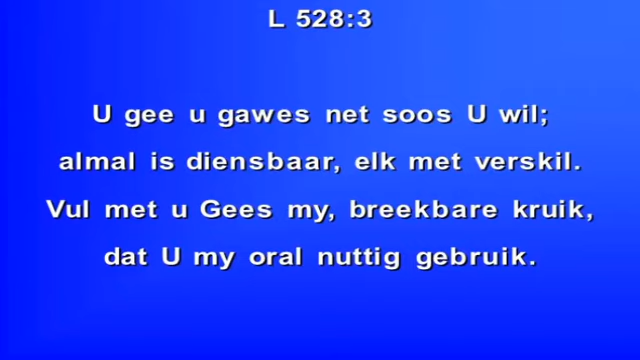 L 528:3
U gee u gawes net soos U wil;
almal is diensbaar, elk met verskil.
Vul met u Gees my, breekbare kruik,
dat U my oral nuttig gebruik.